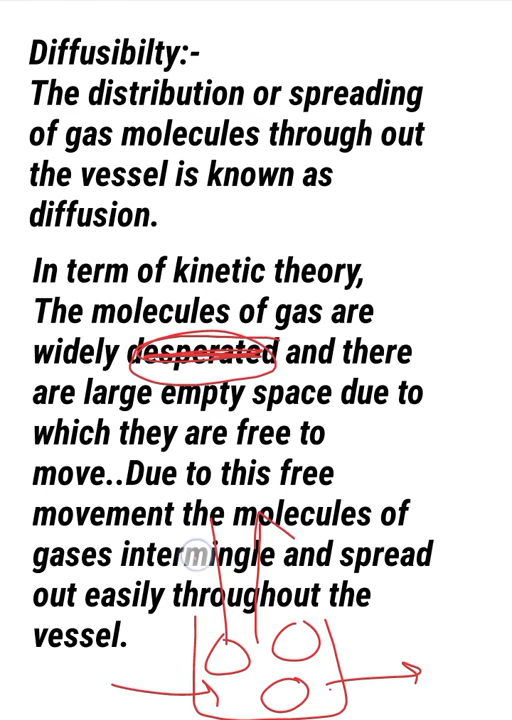 Diffusibilty:-
The distribution or spreading
of gas molecules through out
the vessel is known as
diffusion.
In term of kinetic theory,
The molecules of gas are
widely desperated and there
are large empty space due to
which they are free to
move..Due to this free
movement the molecules of
gases intermingle and spread
out easily throughout the
vessel.